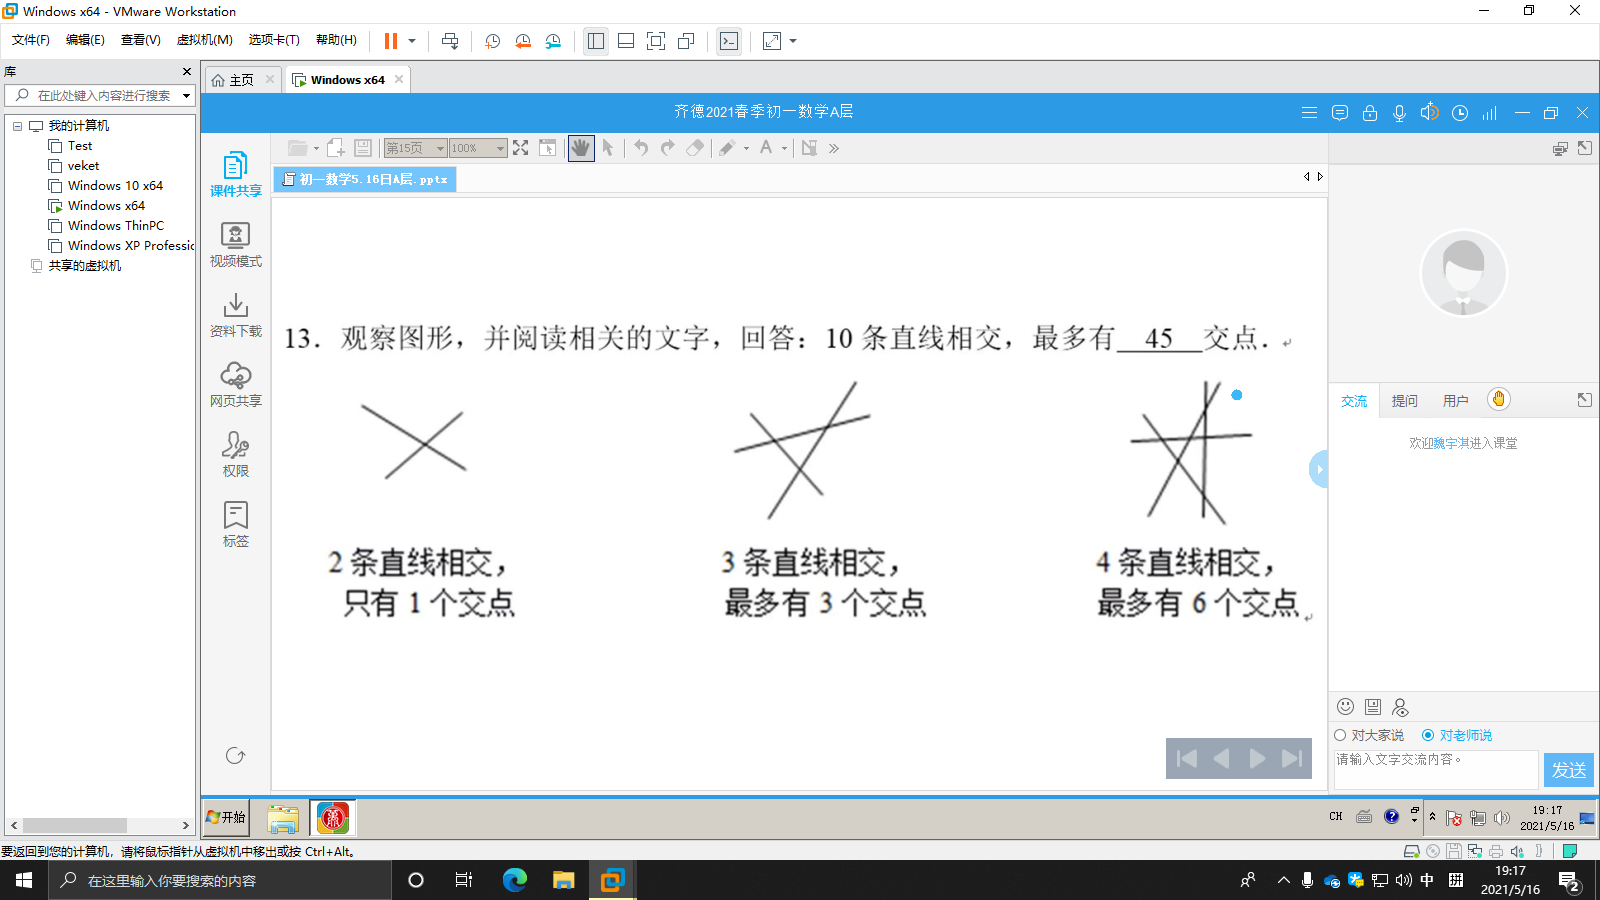 Windows x64 - VMware Workstation
文件(F) 编辑(E) 查看(V) 虚拟机(M) 选项卡(T) 帮助(H)
库
在此处键入内容进行搜索
我的计算机
Test
veket
Windows 10 x64
Windows x64
Windows ThinPC
Windows XP Professic
共享的虚拟机
主页 Windows x64
齐德2021春季初一数学A层
第15页 100%
初一数学5.16日A层.pptx
课件共享
视频模式
资料下载
网页共享
权限
标签
13. 观察图形，并阅读相关的文字，回答：10 条直线相交，最多有 45 交点．
2 条直线相交，
只有 1 个交点
3 条直线相交，
最多有 3 个交点
4 条直线相交，
最多有 6 个交点
交流 提问 用户
欢迎魏宇淇进入课堂
对大家说 对老师说
请输入文字交流内容。
发送
开始
CH
19:17
2021/5/16
要返回到您的计算机，请将鼠标指针从虚拟机中移出或按 Ctrl+Alt。
在这里输入你要搜索的内容
中 拼
19:17
2021/5/16
2